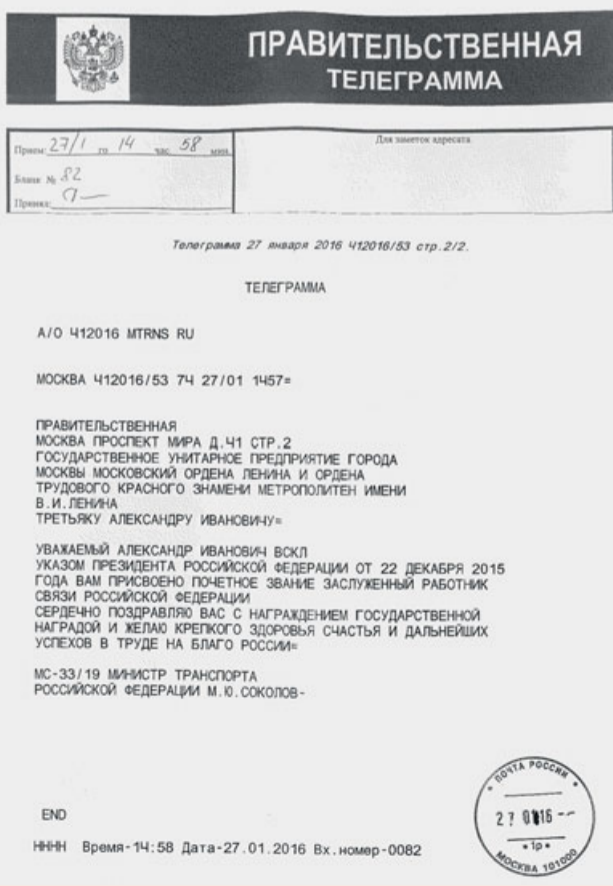 ПРАВИТЕЛЬСТВЕННАЯ
ТЕЛЕГРАММА
Прием: 27/1 го 14 час. 58 мин.
Бланк № 82
Принял:
Для заметок адресата
Телеграмма 27 января 2016 Ч12016/53 стр.2/2.
ТЕЛЕГРАММА
А/О Ч12016 MTRNS RU
МОСКВА Ч12016/53 7Ч 27/01 1Ч57=
ПРАВИТЕЛЬСТВЕННАЯ
МОСКВА ПРОСПЕКТ МИРА Д.Ч1 СТР.2
ГОСУДАРСТВЕННОЕ УНИТАРНОЕ ПРЕДПРИЯТИЕ ГОРОДА
МОСКВЫ МОСКОВСКИЙ ОРДЕНА ЛЕНИНА И ОРДЕНА
ТРУДОВОГО КРАСНОГО ЗНАМЕНИ МЕТРОПОЛИТЕН ИМЕНИ
В.И.ЛЕНИНА
ТРЕТЬЯКУ АЛЕКСАНДРУ ИВАНОВИЧУ=
УВАЖАЕМЫЙ АЛЕКСАНДР ИВАНОВИЧ ВСКЛ
УКАЗОМ ПРЕЗИДЕНТА РОССИЙСКОЙ ФЕДЕРАЦИИ ОТ 22 ДЕКАБРЯ 2015
ГОДА ВАМ ПРИСВОЕНО ПОЧЕТНОЕ ЗВАНИЕ ЗАСЛУЖЕННЫЙ РАБОТНИК
СВЯЗИ РОССИЙСКОЙ ФЕДЕРАЦИИ
СЕРДЕЧНО ПОЗДРАВЛЯЮ ВАС С НАГРАЖДЕНИЕМ ГОСУДАРСТВЕННОЙ
НАГРАДОЙ И ЖЕЛАЮ КРЕПКОГО ЗДОРОВЬЯ СЧАСТЬЯ И ДАЛЬНЕЙШИХ
УСПЕХОВ В ТРУДЕ НА БЛАГО РОССИИ=
МС-33/19 МИНИСТР ТРАНСПОРТА
РОССИЙСКОЙ ФЕДЕРАЦИИ М.Ю.СОКОЛОВ-
END
НННН Время-1Ч:58 Дата-27.01.2016 Вх.номер-0082
ПОЧТА РОССИИ
27 0116 --
*1р*
МОСКВА 101000